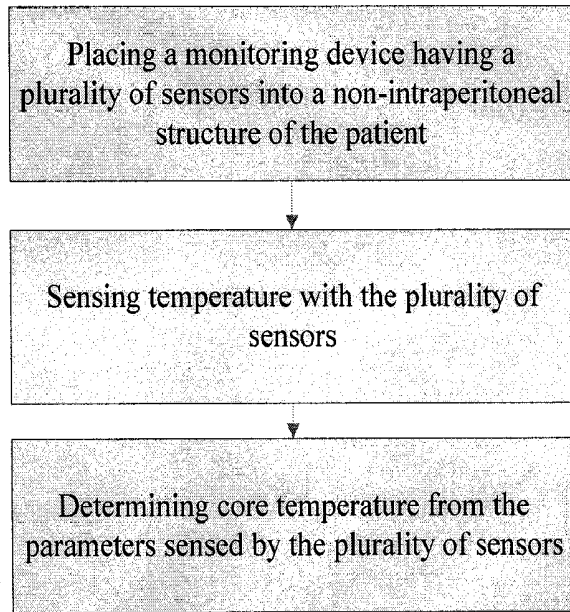 Placing a monitoring device having a
plurality of sensors into a non-intraperitoneal
structure of the patient
Sensing temperature with the plurality of
sensors
Determining core temperature from the
parameters sensed by the plurality of sensors